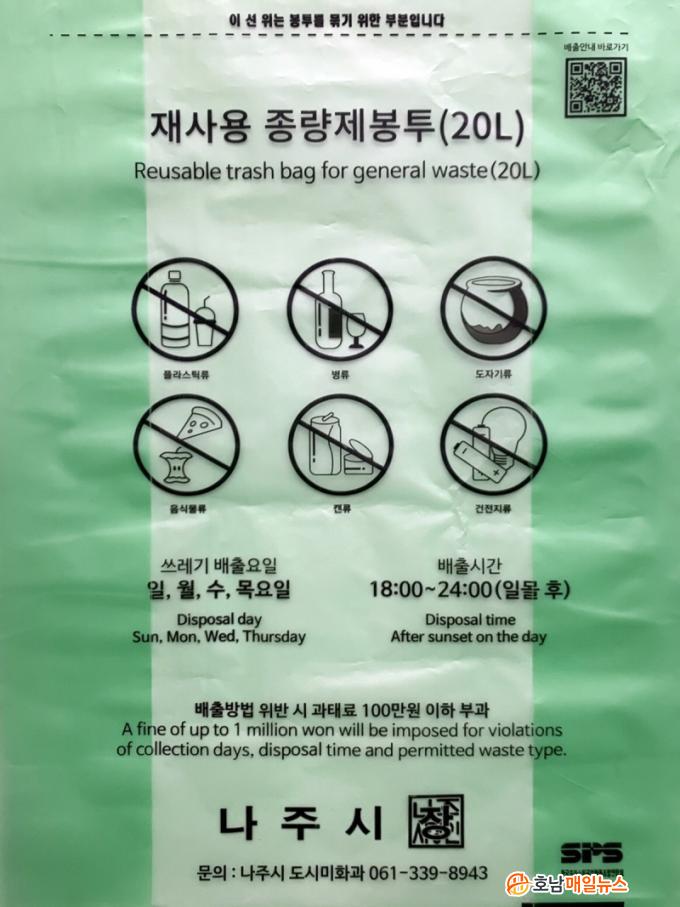 이 선 위는 봉투를 묶기 위한 부분입니다
배출안내 바로가기
재사용 종량제봉투(20L)
Reusable trash bag for general waste(20L)
플라스틱류 병류 도자기류
음식물류 캔류 건전지류
쓰레기 배출요일
일, 월, 수, 목요일
Disposal day
Sun, Mon, Wed, Thursday
배출시간
18:00~24:00(일몰 후)
Disposal time
After sunset on the day
배출방법 위반 시 과태료 100만원 이하 부과
A fine of up to 1 million won will be imposed for violations
of collection days, disposal time and permitted waste type.
나 주 시
문의 : 나주시 도시미화과 061-339-8943
SPS
호남매일뉴스